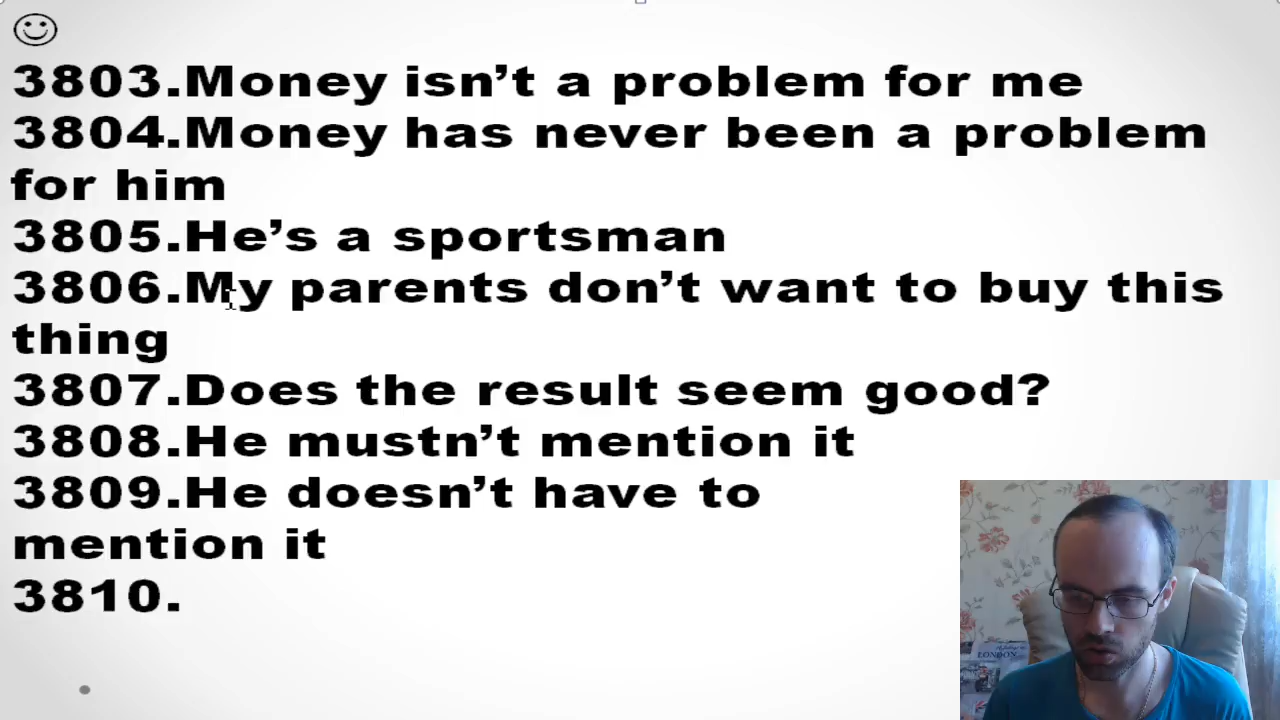 3803.Money isn’t a problem for me
3804.Money has never been a problem
for him
3805.He’s a sportsman
3806.My parents don’t want to buy this
thing
3807.Does the result seem good?
3808.He mustn’t mention it
3809.He doesn’t have to
mention it
3810.
LONDON